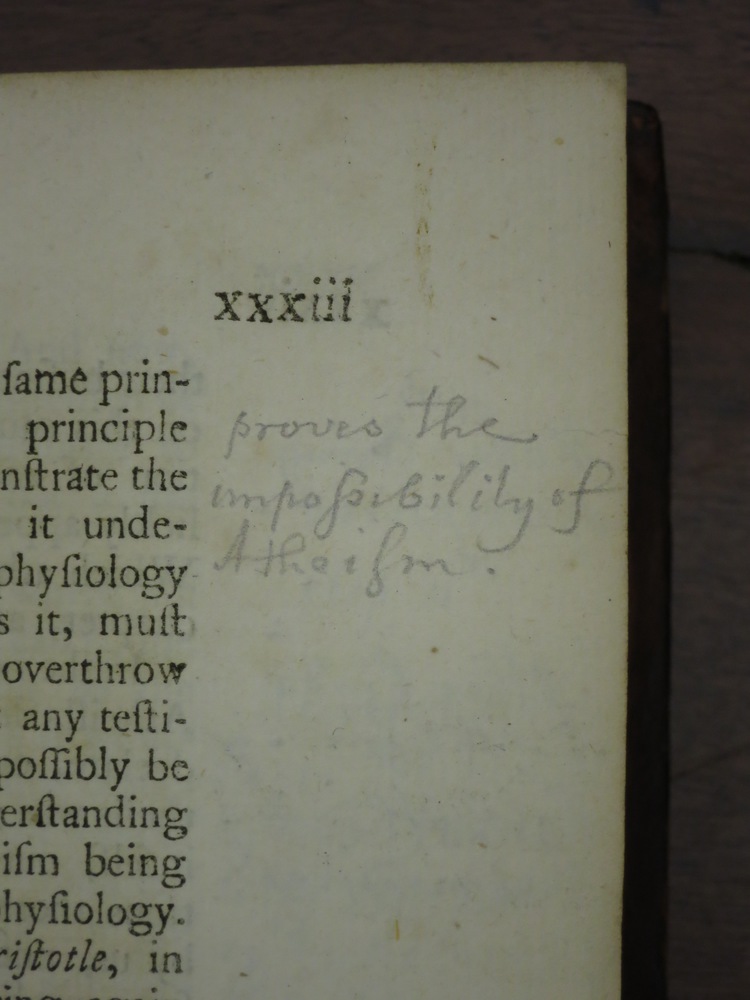 xxxiii
ſame prin-
principle
nſtrate the
it unde-
phyſiology
s it, muſt
overthrow
any teſti-
poſſibly be
erſtanding
iſm being
hyſiology.
riſtotle, in
proves the
impoſsibility of
Atheiſm.